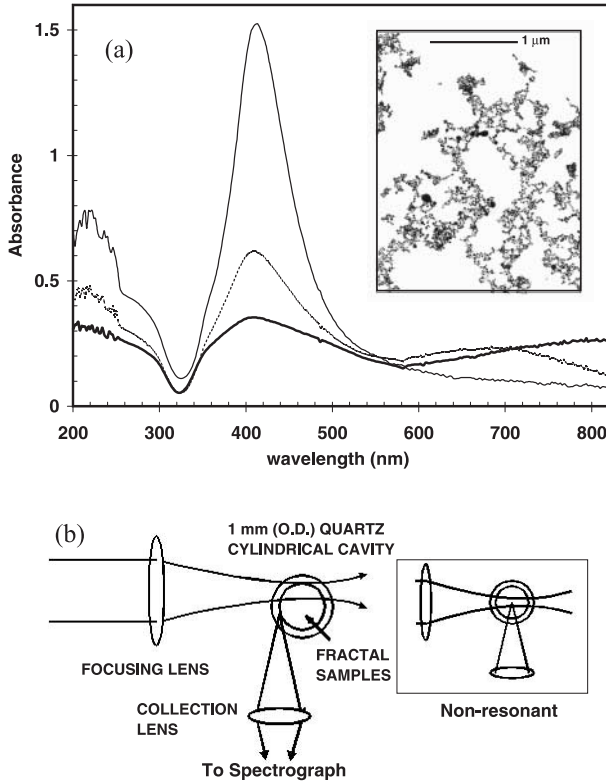 (a)
1.5
1
0.5
0
Absorbance
1 μm
200 300 400 500 600 700 800
wavelength (nm)
(b)
1 mm (O.D.) QUARTZ
CYLINDRICAL CAVITY
FOCUSING LENS
FRACTAL
SAMPLES
COLLECTION
LENS
To Spectrograph
Non-resonant